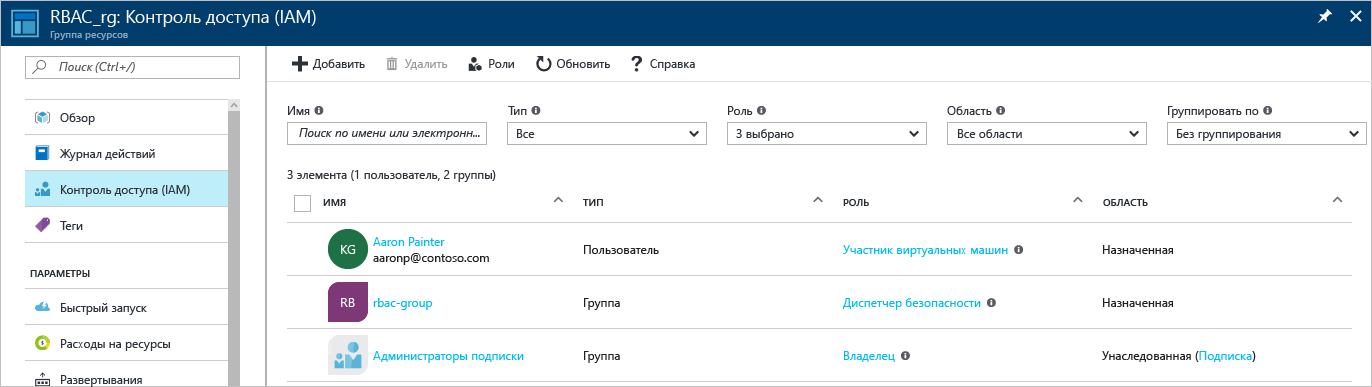 RBAC_rg: Контроль доступа (IAM)
Группа ресурсов
Поиск (Ctrl+/)
Обзор
Журнал действий
Контроль доступа (IAM)
Теги
ПАРАМЕТРЫ
Быстрый запуск
Расходы на ресурсы
Развертывания
Добавить Удалить Роли Обновить Справка
Имя Тип Роль Область Группировать по
Поиск по имени или электронн... Все 3 выбрано Все области Без группирования
3 элемента (1 пользователь, 2 группы)
ИМЯ ТИП РОЛЬ ОБЛАСТЬ
KG Aaron Painter Пользователь Участник виртуальных машин Назначенная
aaronp@contoso.com
RB rbac-group Группа Диспетчер безопасности Назначенная
Администраторы подписки Группа Владелец Унаследованная (Подписка)